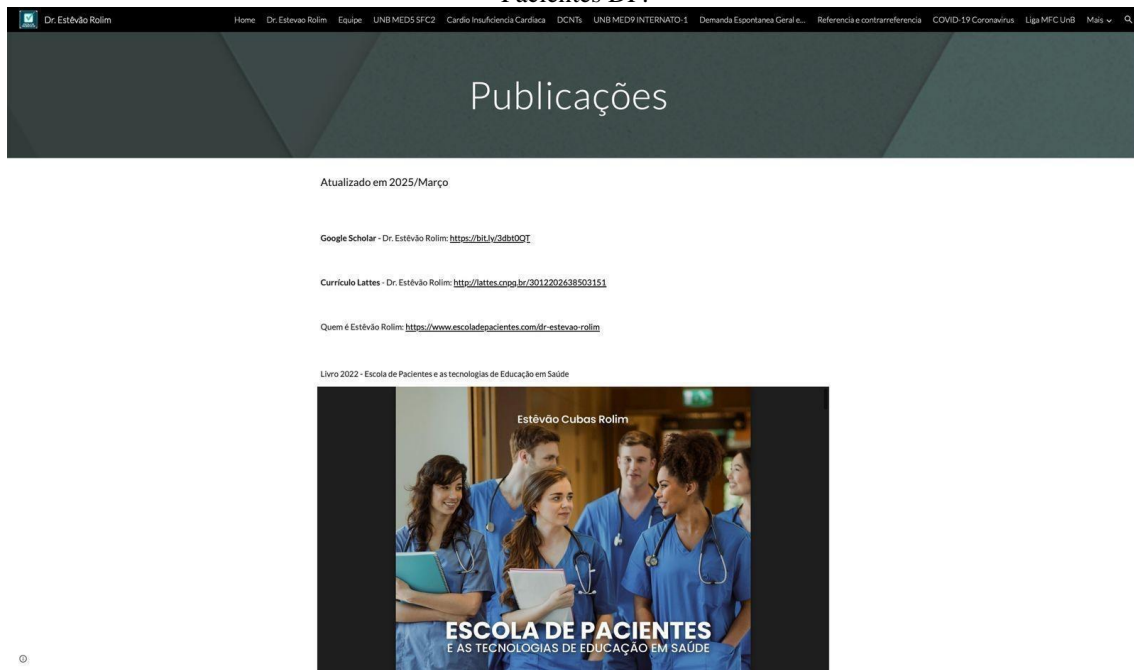 Dr. Estêvão Rolim
Home Dr. Estevao Rolim Equipe UNB MED5 SFC2 Cardio Insuficiencia Cardiaca DCNTs UNB MED9 INTERNATO-1 Demanda Espontanea Geral e... Referencia e contrarreferencia COVID-19 Coronavirus Liga MFC UnB Mais
Publicações
Atualizado em 2025/Março
Google Scholar - Dr. Estêvão Rolim: https://bit.ly/3dbt0QT
Currículo Lattes - Dr. Estêvão Rolim: http://lattes.cnpq.br/3012202638503151
Quem é Estêvão Rolim: https://www.escoladepacientes.com/dr-estevao-rolim
Livro 2022 - Escola de Pacientes e as tecnologias de Educação em Saúde
Estêvão Cubas Rolim
ESCOLA DE PACIENTES
E AS TECNOLOGIAS DE EDUCAÇÃO EM SAÚDE